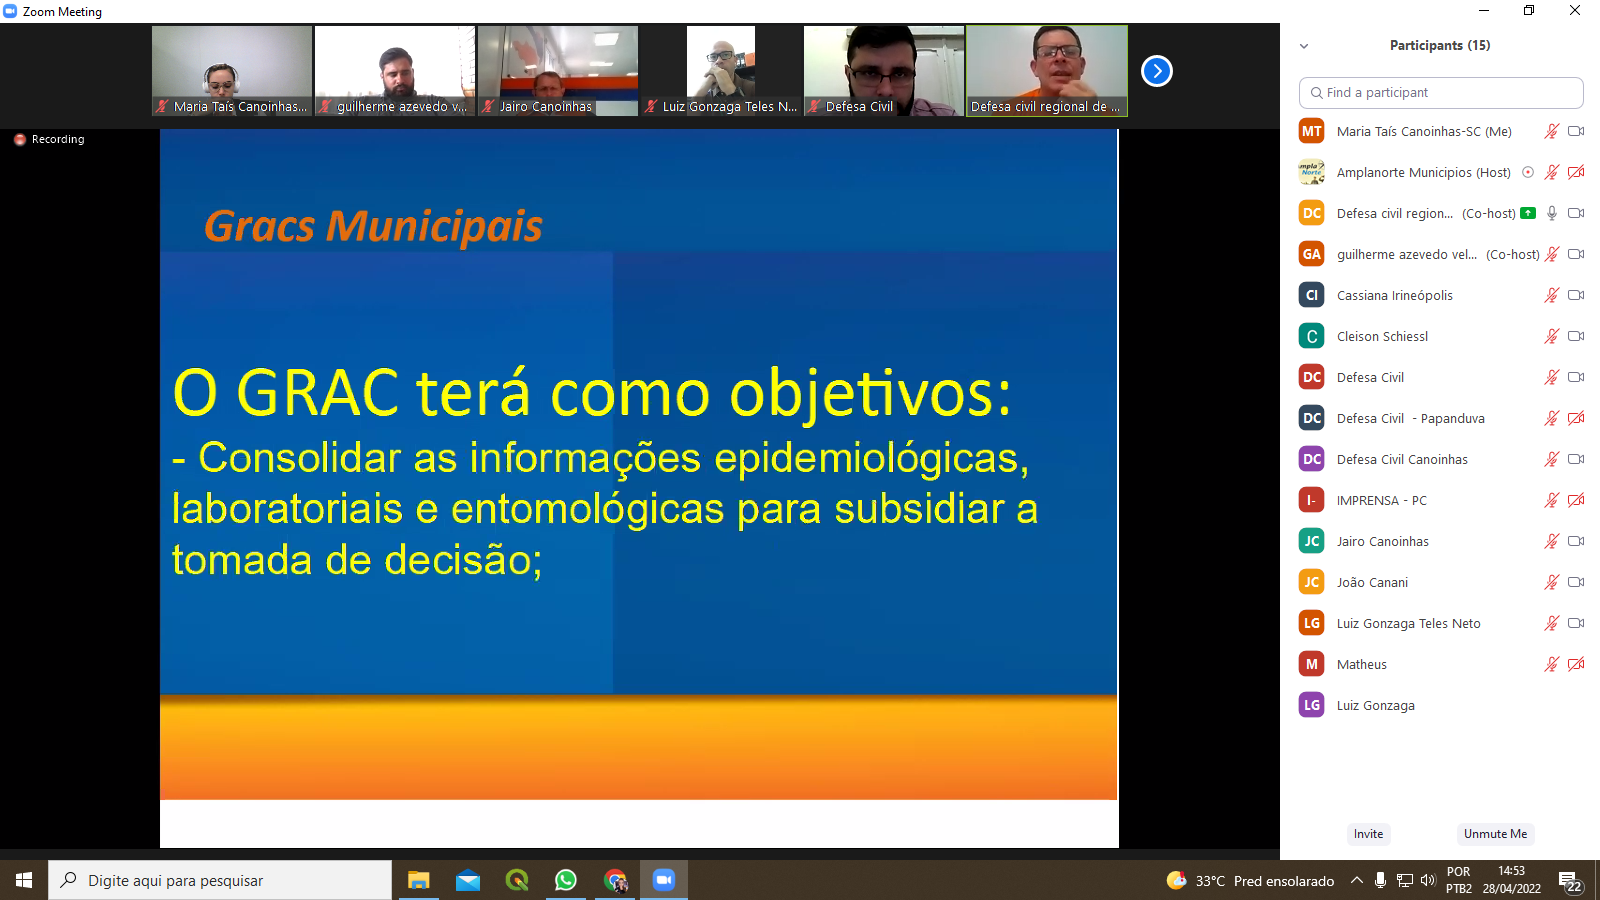 Zoom Meeting
Maria Taís Canoinhas...
guilherme azevedo v...
Jairo Canoinhas
Luiz Gonzaga Teles N...
Defesa Civil
Defesa civil regional de ...
Recording
Gracs Municipais
O GRAC terá como objetivos:
- Consolidar as informações epidemiológicas,
laboratoriais e entomológicas para subsidiar a
tomada de decisão;
Participants (15)
Find a participant
MT Maria Taís Canoinhas-SC (Me)
Ampla Norte Amplanorte Municipios (Host)
DC Defesa civil region... (Co-host)
GA guilherme azevedo vel... (Co-host)
CI Cassiana Irineópolis
C Cleison Schiessl
DC Defesa Civil
DC Defesa Civil - Papanduva
DC Defesa Civil Canoinhas
I- IMPRENSA - PC
JC Jairo Canoinhas
JC João Canani
LG Luiz Gonzaga Teles Neto
M Matheus
LG Luiz Gonzaga
Invite
Unmute Me
Digite aqui para pesquisar
33°C Pred ensolarado
POR
PTB2
14:53
28/04/2022
22